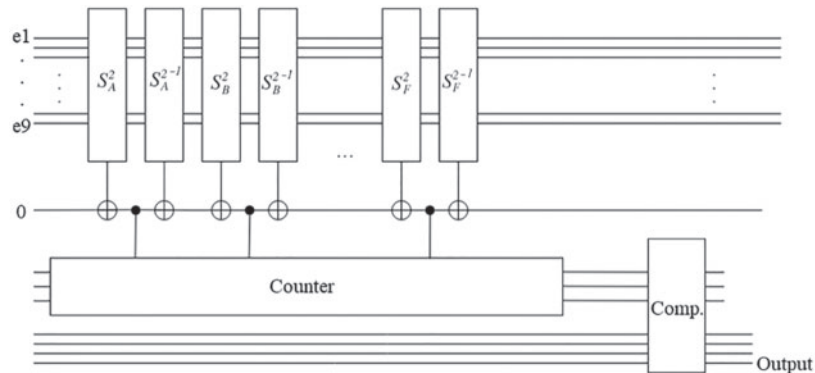 e1
.
.
.
e9
S_A^2 S_A^{2-1} S_B^2 S_B^{2-1} ... S_F^2 S_F^{2-1}
0
Counter
Comp.
Output